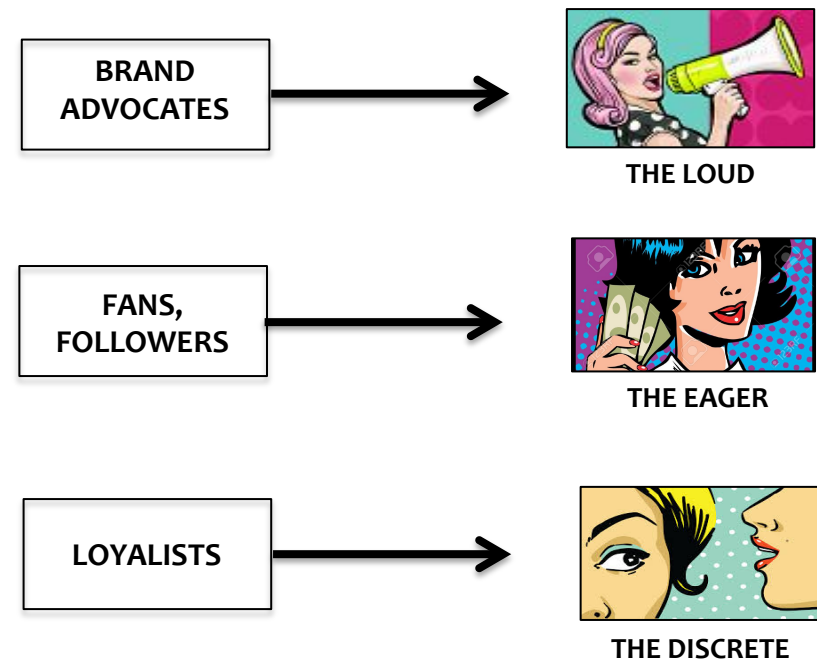 BRAND
ADVOCATES
THE LOUD
FANS,
FOLLOWERS
THE EAGER
LOYALISTS
THE DISCRETE